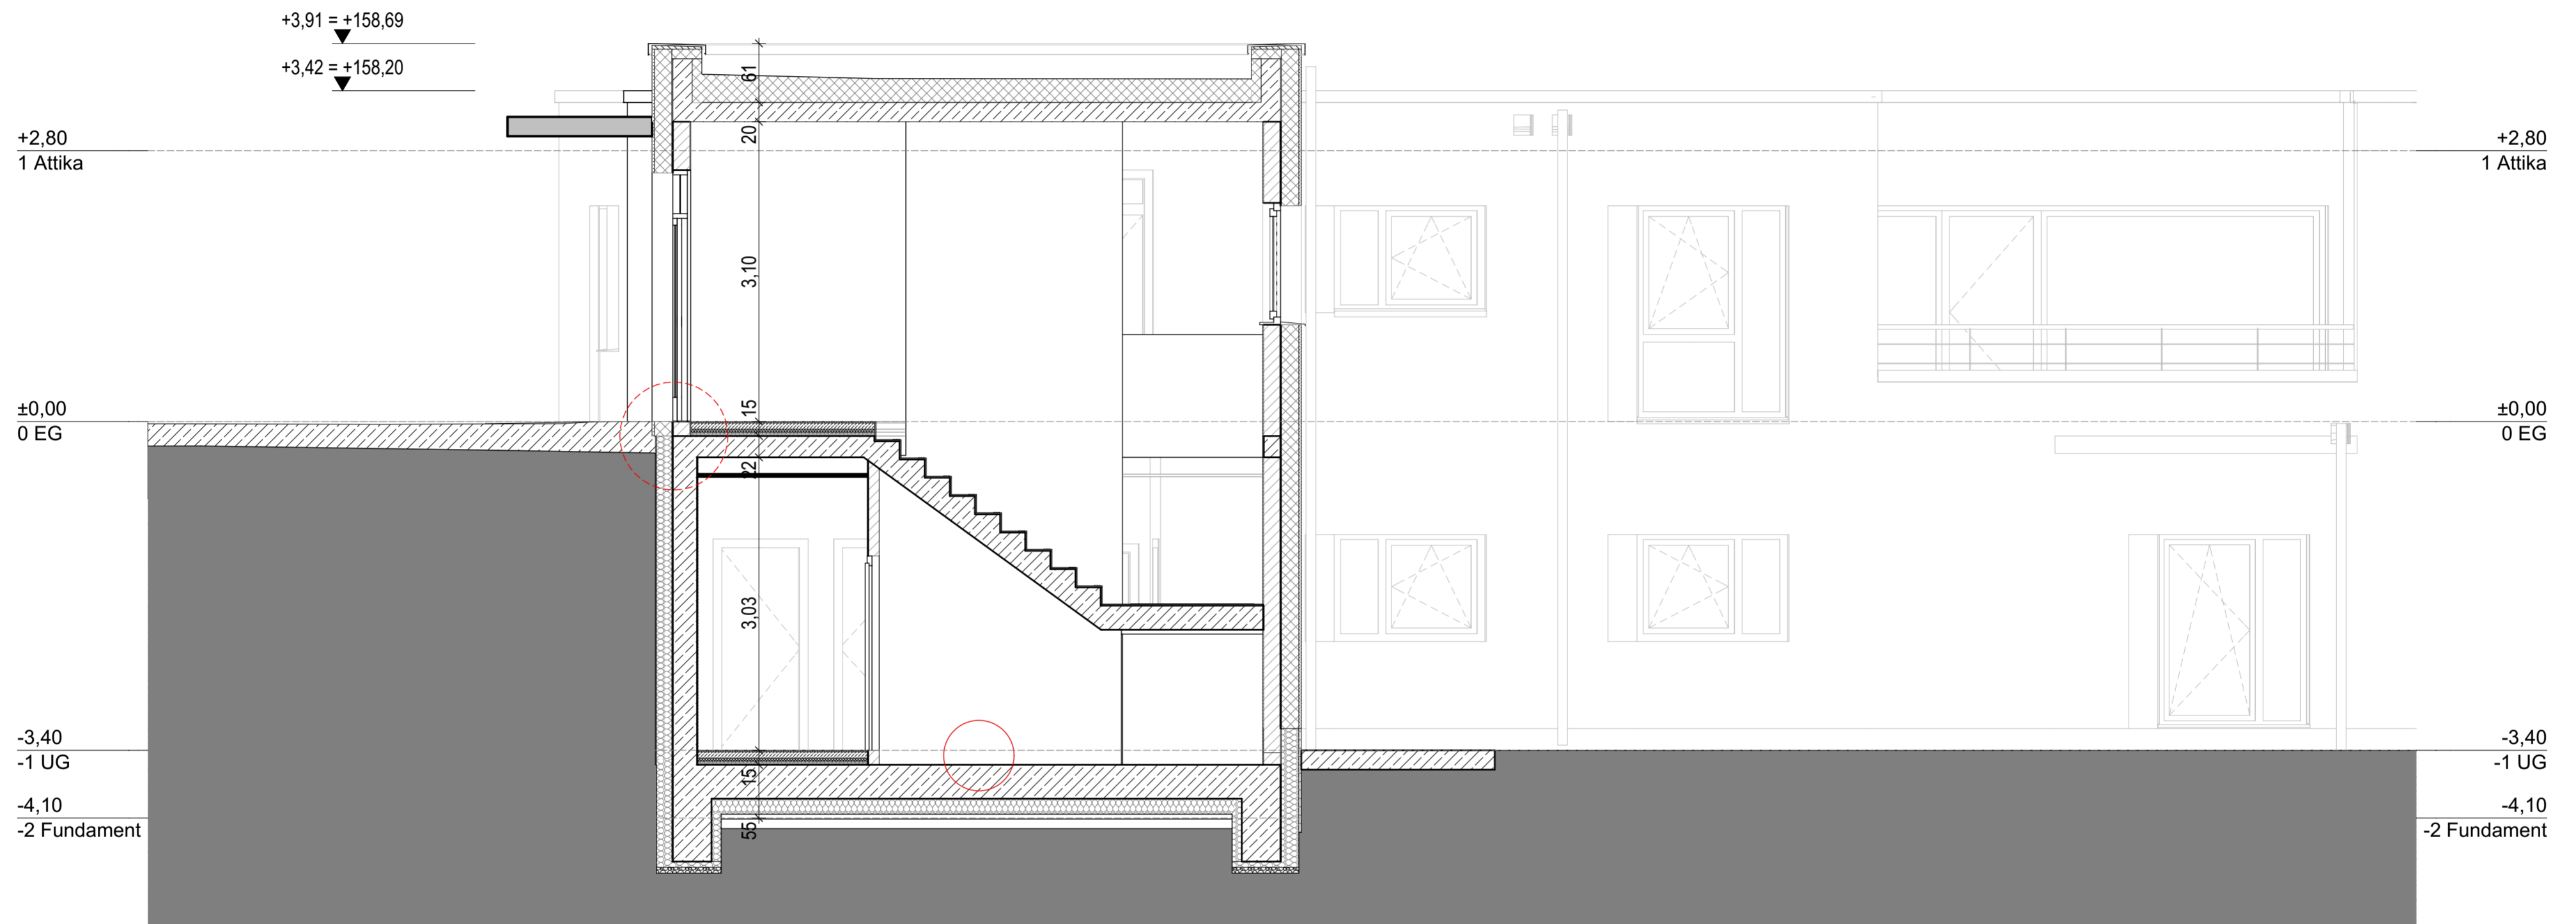 +3,91 = +158,69
+3,42 = +158,20
61
20
+2,80
1 Attika
+2,80
1 Attika
3,10
15
±0,00
0 EG
±0,00
0 EG
22
3,03
-3,40
-1 UG
-3,40
-1 UG
15
-4,10
-2 Fundament
-4,10
-2 Fundament
55